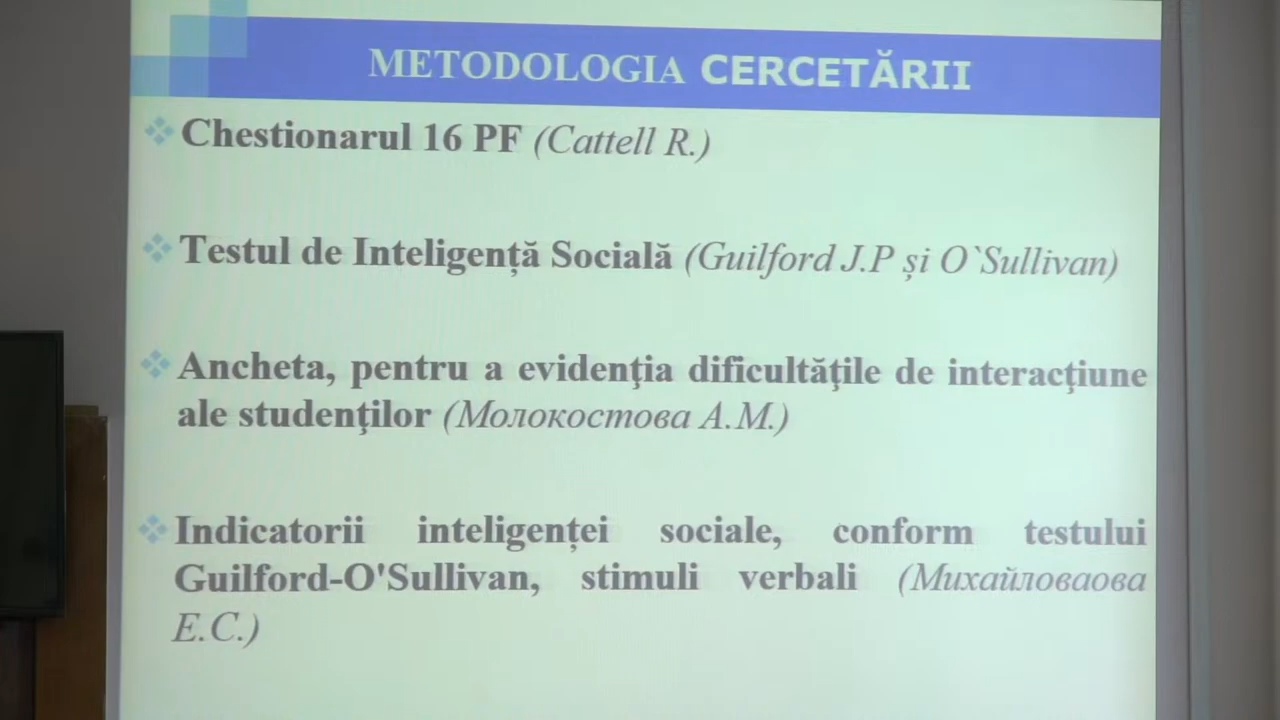 METODOLOGIA CERCETĂRII
Chestionarul 16 PF (Cattell R.)
Testul de Inteligență Socială (Guilford J.P și O`Sullivan)
Ancheta, pentru a evidenţia dificultăţile de interacţiune
ale studenţilor (Молокостова А.М.)
Indicatorii inteligenței sociale, conform testului
Guilford-O'Sullivan, stimuli verbali (Михайловаова
Е.С.)